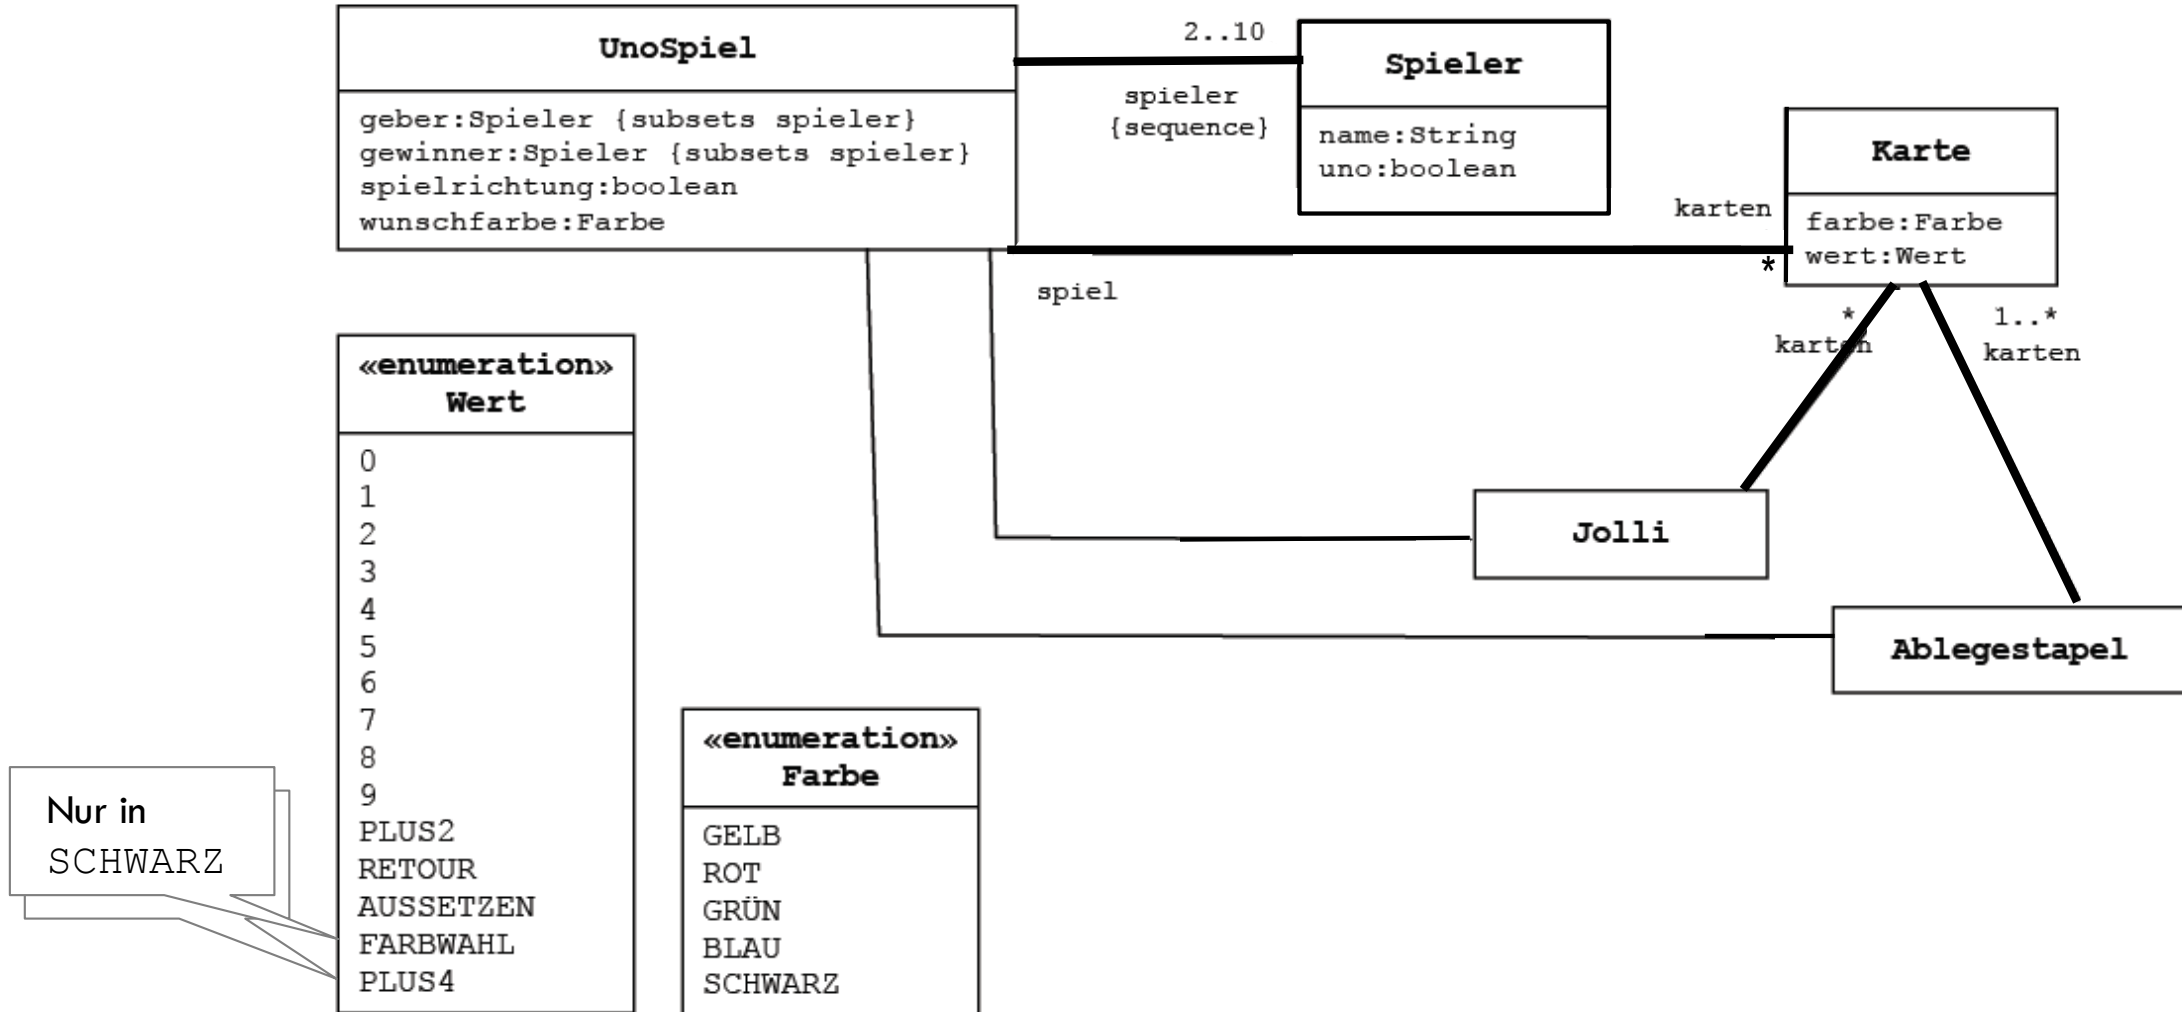 UnoSpiel
geber:Spieler {subsets spieler}
gewinner:Spieler {subsets spieler}
spielrichtung:boolean
wunschfarbe:Farbe
2..10
spieler
{sequence}
Spieler
name:String
uno:boolean
Karte
farbe:Farbe
wert:Wert
karten
*
spiel
*
karten
1..*
karten
Jolli
Ablegestapel
«enumeration»
Wert
0
1
2
3
4
5
6
7
8
9
PLUS2
RETOUR
AUSSETZEN
FARBWAHL
PLUS4
Nur in
SCHWARZ
«enumeration»
Farbe
GELB
ROT
GRÜN
BLAU
SCHWARZ